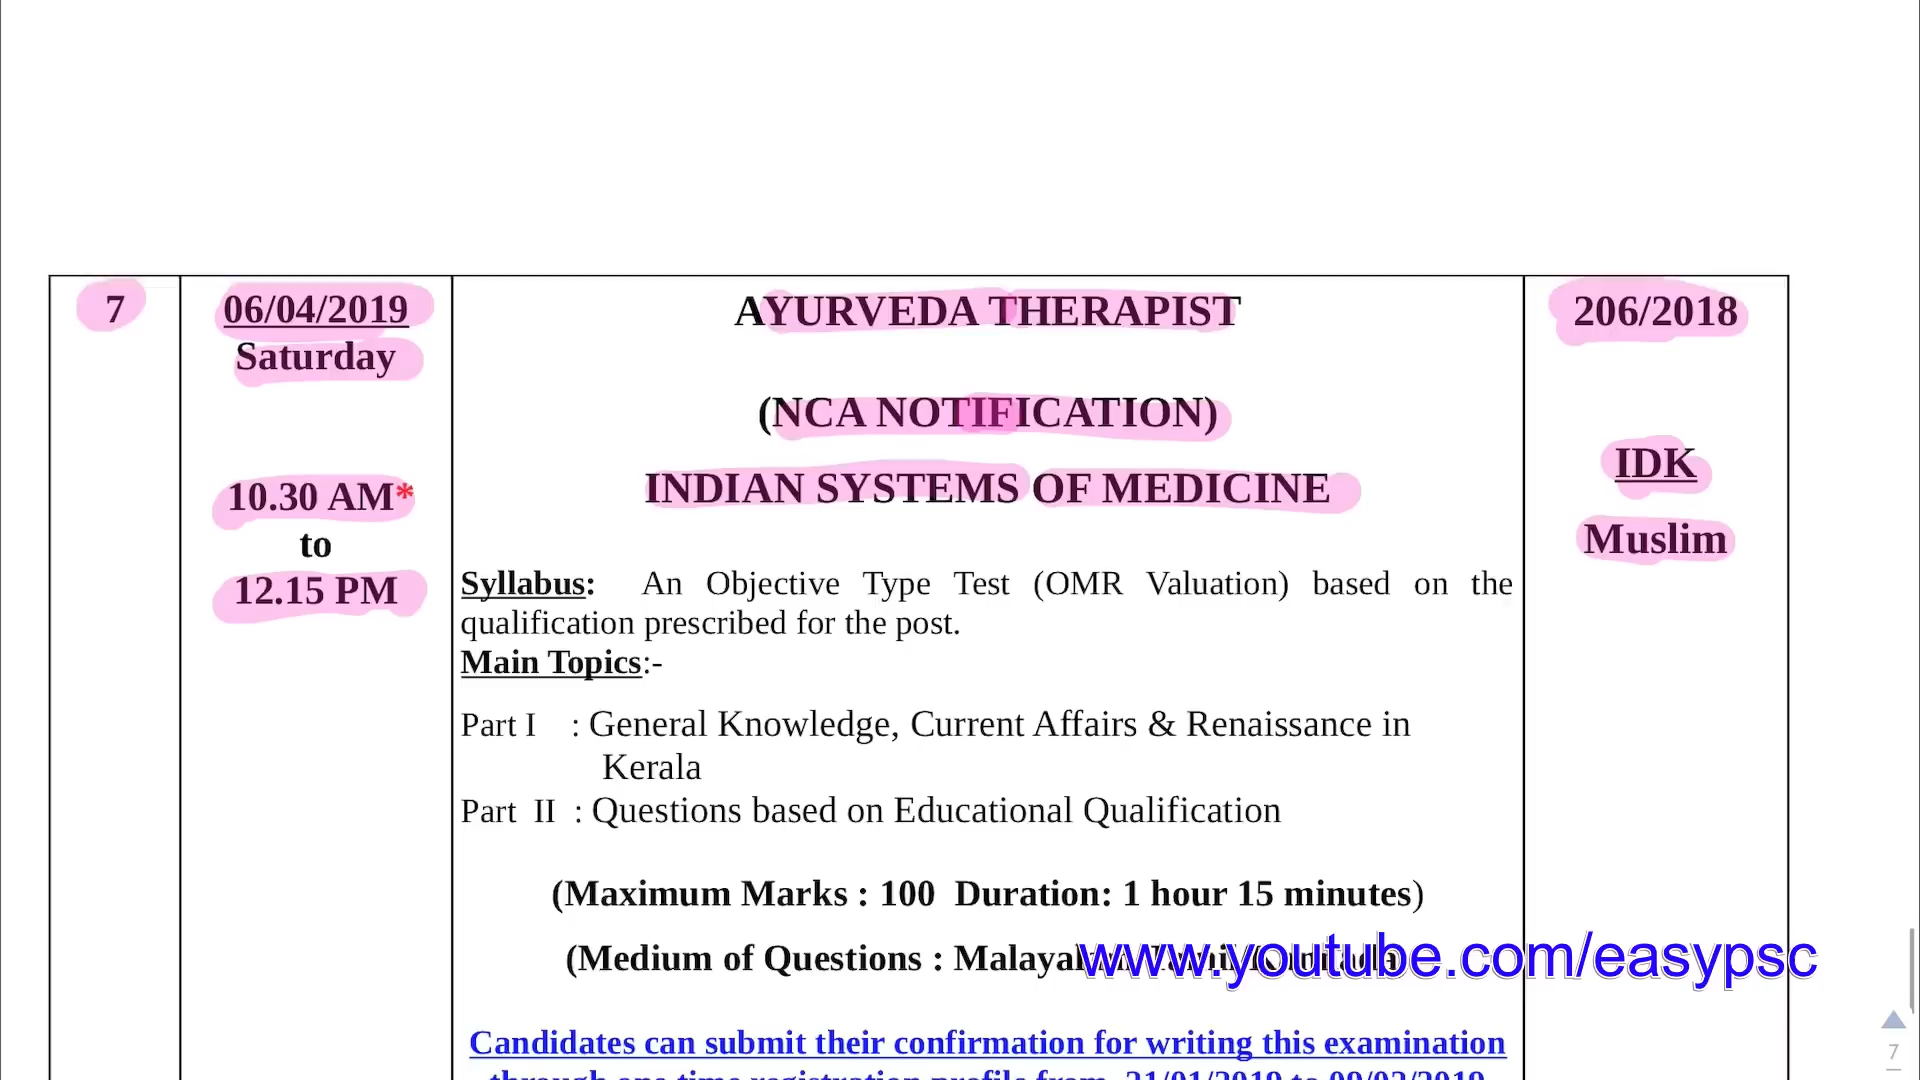 7
06/04/2019
Saturday
10.30 AM*
to
12.15 PM
AYURVEDA THERAPIST
(NCA NOTIFICATION)
INDIAN SYSTEMS OF MEDICINE
Syllabus: An Objective Type Test (OMR Valuation) based on the
qualification prescribed for the post.
Main Topics:-
Part I : General Knowledge, Current Affairs & Renaissance in
Kerala
Part II : Questions based on Educational Qualification
(Maximum Marks : 100 Duration: 1 hour 15 minutes)
(Medium of Questions :
www.youtube.com/easypsc
Candidates can submit their confirmation for writing this examination
206/2018
IDK
Muslim
7